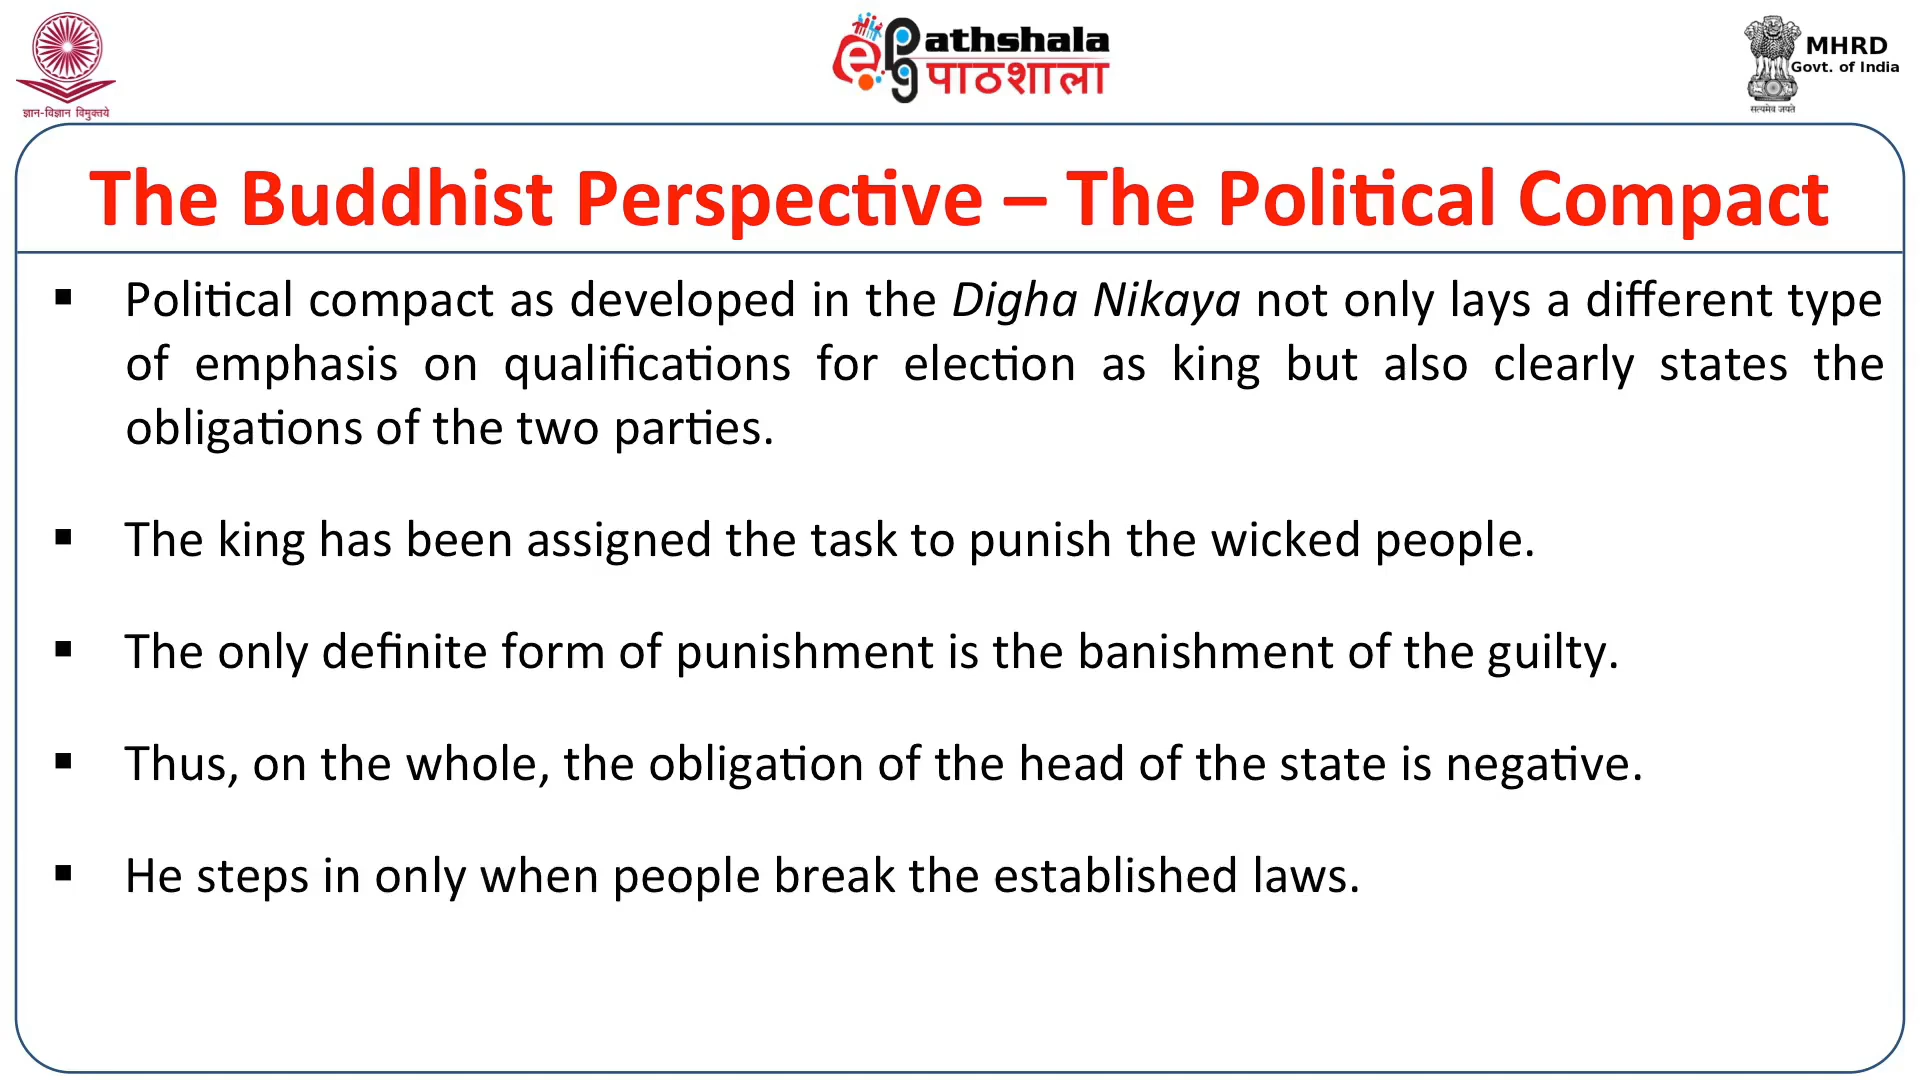 ज्ञान-विज्ञान विमुक्तये
ePG Pathshala
पाठशाला
MHRD
Govt. of India
सत्यमेव जयते
The Buddhist Perspective – The Political Compact
▪ Political compact as developed in the Digha Nikaya not only lays a different type
of emphasis on qualifications for election as king but also clearly states the
obligations of the two parties.
▪ The king has been assigned the task to punish the wicked people.
▪ The only definite form of punishment is the banishment of the guilty.
▪ Thus, on the whole, the obligation of the head of the state is negative.
▪ He steps in only when people break the established laws.